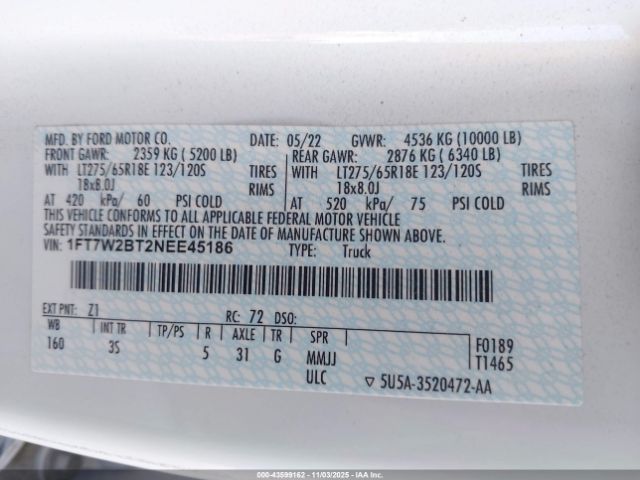 MFD. BY FORD MOTOR CO. DATE: 05/22 GVWR: 4536 KG (10000 LB)
FRONT GAWR: 2359 KG (5200 LB) REAR GAWR: 2876 KG (6340 LB)
WITH LT275/65R18E 123/120S TIRES WITH LT275/65R18E 123/120S TIRES
18x8.0J RIMS 18x8.0J RIMS
AT 420 kPa/ 60 PSI COLD AT 520 kPa/ 75 PSI COLD
THIS VEHICLE CONFORMS TO ALL APPLICABLE FEDERAL MOTOR VEHICLE
SAFETY STANDARDS IN EFFECT ON THE DATE OF MANUFACTURE SHOWN ABOVE.
VIN: 1FT7W2BT2NEE45186 TYPE: Truck
EXT PNT: Z1 RC: 72 DSO:
WB INT TR TP/PS R AXLE TR SPR F0189
160 3S 5 31 G MMJJ T1465
ULC ▽ 5U5A-3520472-AA
000-43599162 - 11/03/2025 - IAA Inc.